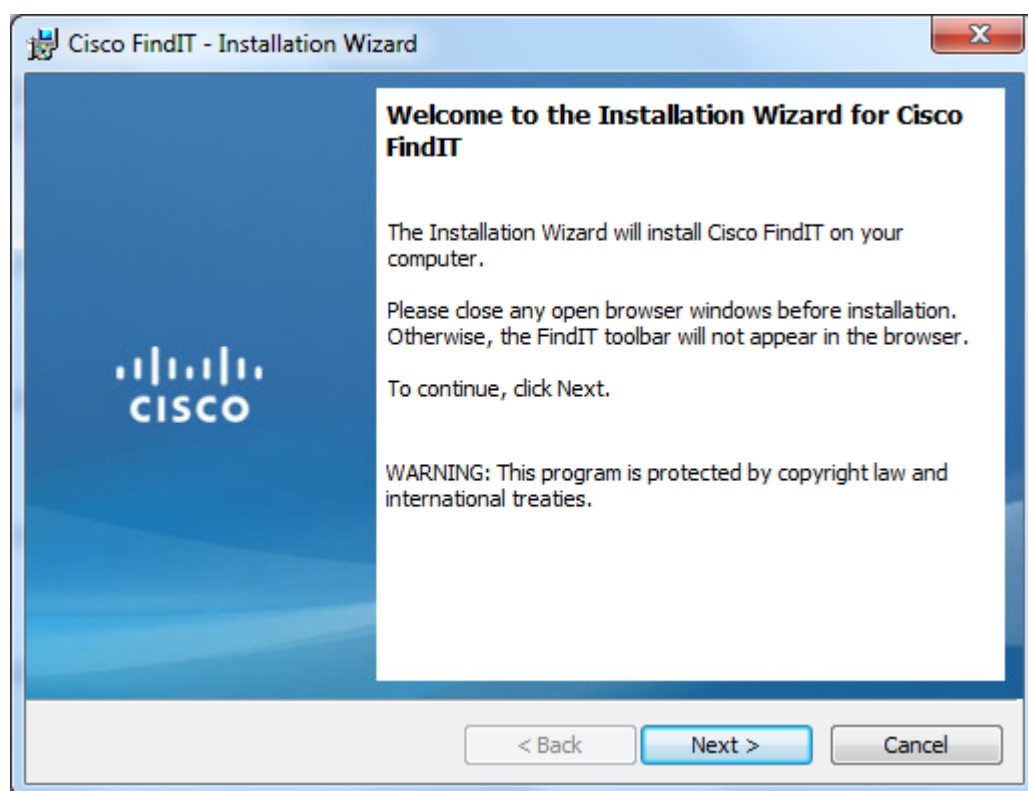 Cisco FindIT - Installation Wizard
Welcome to the Installation Wizard for Cisco
FindIT
The Installation Wizard will install Cisco FindIT on your
computer.
Please close any open browser windows before installation.
Otherwise, the FindIT toolbar will not appear in the browser.
CISCO
To continue, click Next.
WARNING: This program is protected by copyright law and
international treaties.
< Back
Next >
Cancel